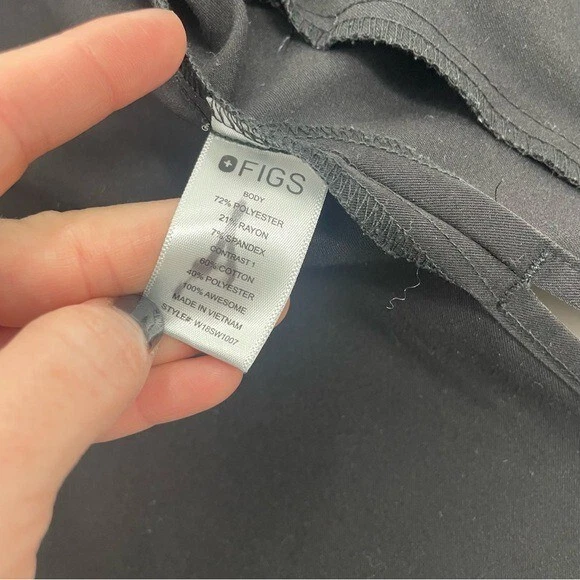 FIGS
BODY
72% POLYESTER
21% RAYON
7% SPANDEX
CONTRAST 1
60% COTTON
40% POLYESTER
100% AWESOME
MADE IN VIETNAM
STYLE#: W18SW1007